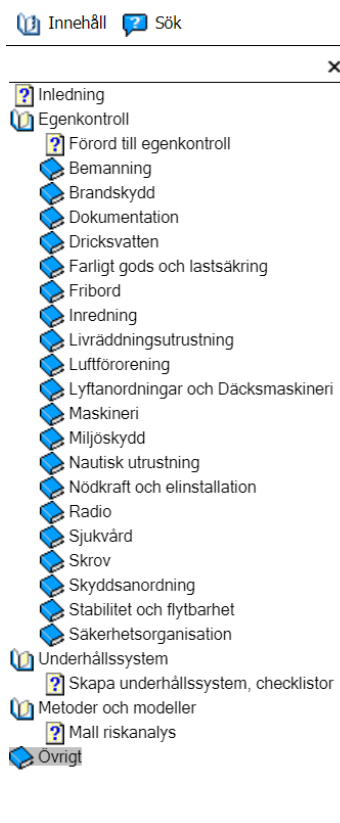 Innehåll Sök
Inledning
Egenkontroll
Förord till egenkontroll
Bemanning
Brandskydd
Dokumentation
Dricksvatten
Farligt gods och lastsäkring
Fribord
Inredning
Livräddningsutrustning
Luftförorening
Lyftanordningar och Däcksmaskineri
Maskineri
Miljöskydd
Nautisk utrustning
Nödkraft och elinstallation
Radio
Sjukvård
Skrov
Skyddsanordning
Stabilitet och flytbarhet
Säkerhetsorganisation
Underhållssystem
Skapa underhållssystem, checklistor
Metoder och modeller
Mall riskanalys
Övrigt